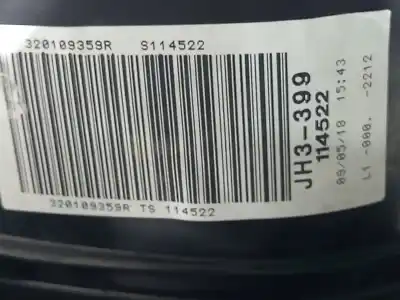 320109359R S114522
320109359R TS 114522
JH3-399
114522
09/05/18 15:43
L1 -000. -2212